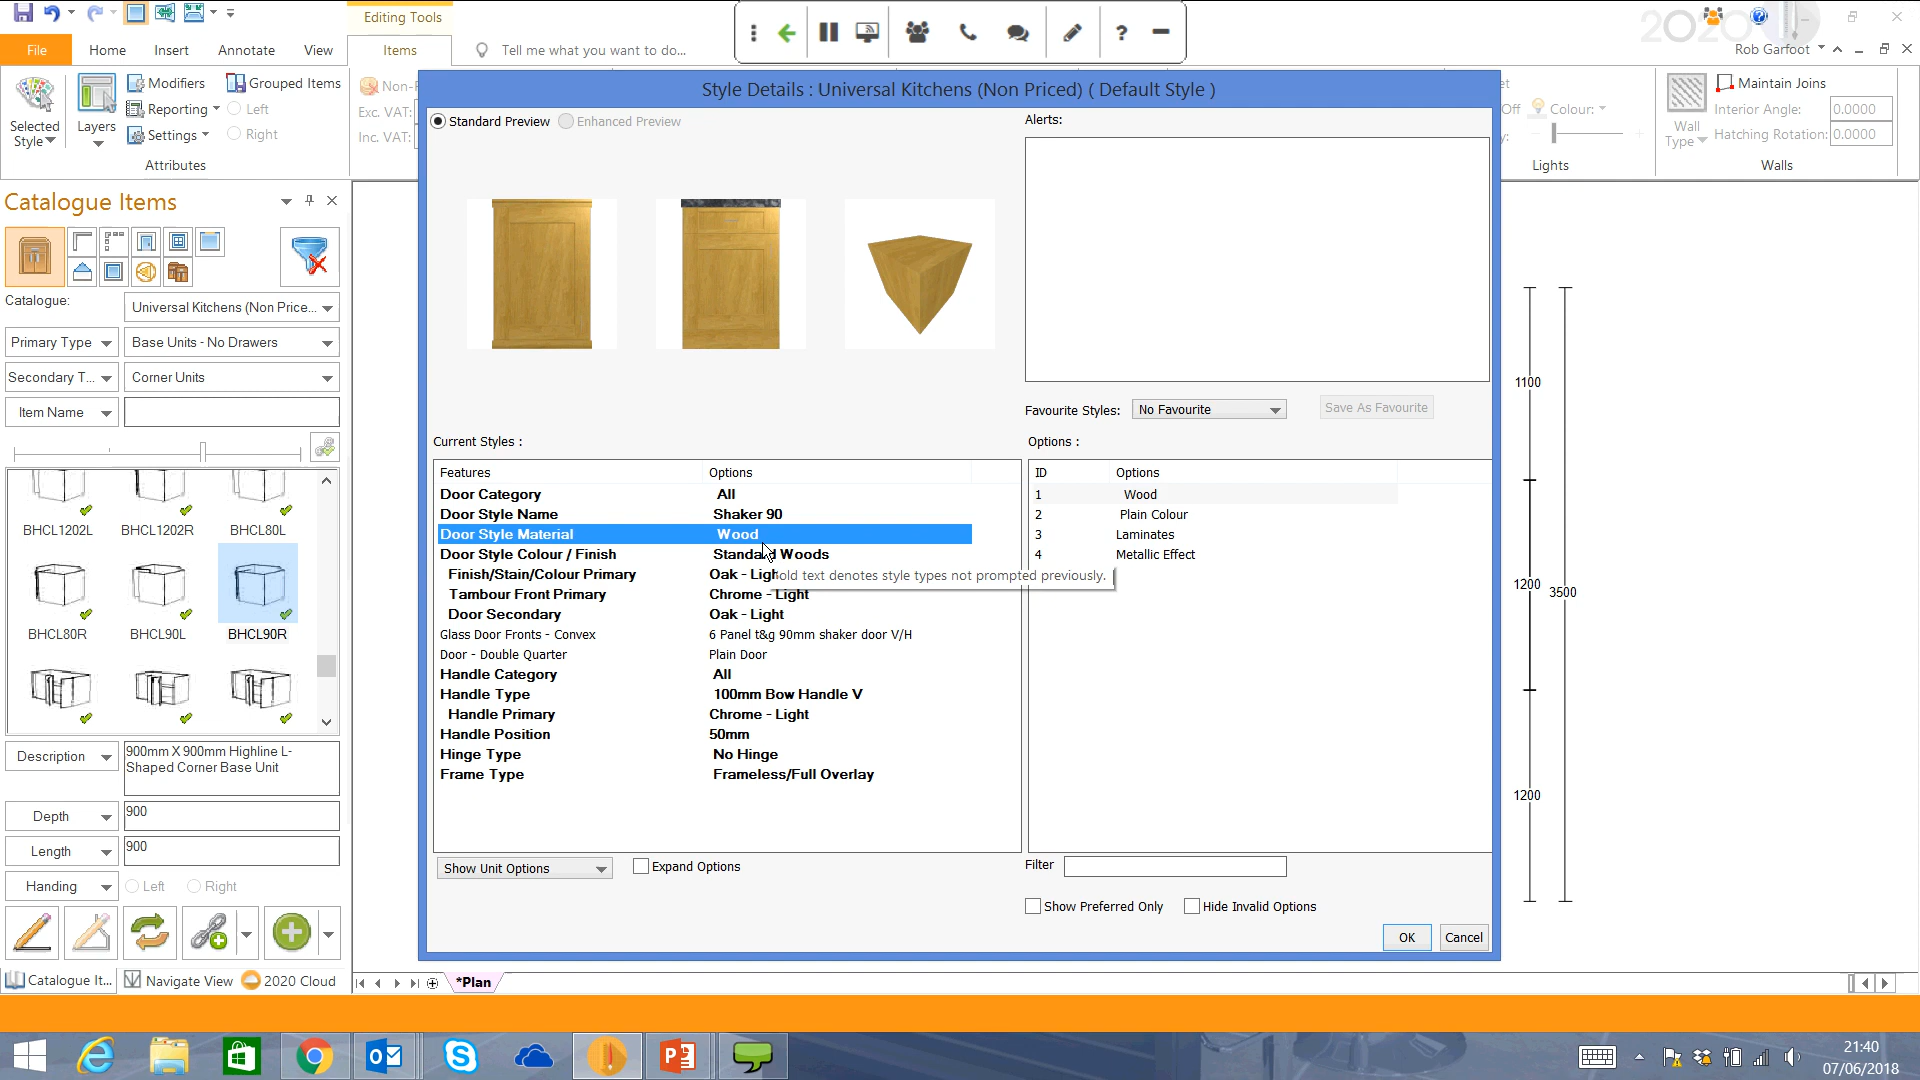 Editing Tools
2020
Rob Garfoot
File
Home
Insert
Annotate
View
Items
Tell me what you want to do...
Selected
Style
Layers
Modifiers
Reporting
Settings
Grouped Items
Left
Right
Attributes
Exc. VAT:
Inc. VAT:
Off
Colour:
Lights
Wall
Type
Maintain Joins
Interior Angle:
0.0000
Hatching Rotation:
0.0000
Walls
Style Details : Universal Kitchens (Non Priced) ( Default Style )
Standard Preview
Enhanced Preview
Alerts:
Favourite Styles:
No Favourite
Save As Favourite
Current Styles :
Options :
Features
Options
Door Category
All
Door Style Name
Shaker 90
Door Style Material
Wood
Door Style Colour / Finish
Standard Woods
Finish/Stain/Colour Primary
Oak - Light
Tambour Front Primary
Chrome - Light
Door Secondary
Oak - Light
Glass Door Fronts - Convex
6 Panel t&g 90mm shaker door V/H
Door - Double Quarter
Plain Door
Handle Category
All
Handle Type
100mm Bow Handle V
Handle Primary
Chrome - Light
Handle Position
50mm
Hinge Type
No Hinge
Frame Type
Frameless/Full Overlay
old text denotes style types not prompted previously.
ID
Options
1
Wood
2
Plain Colour
3
Laminates
4
Metallic Effect
Show Unit Options
Expand Options
Filter
Show Preferred Only
Hide Invalid Options
OK
Cancel
Catalogue Items
Catalogue:
Universal Kitchens (Non Price...
Primary Type
Base Units - No Drawers
Secondary T...
Corner Units
Item Name
BHCL1202L
BHCL1202R
BHCL80L
BHCL80R
BHCL90L
BHCL90R
Description
900mm X 900mm Highline L-
Shaped Corner Base Unit
Depth
900
Length
900
Handing
Left
Right
Catalogue It...
Navigate View
2020 Cloud
*Plan
1100
1200
3500
1200
21:40
07/06/2018